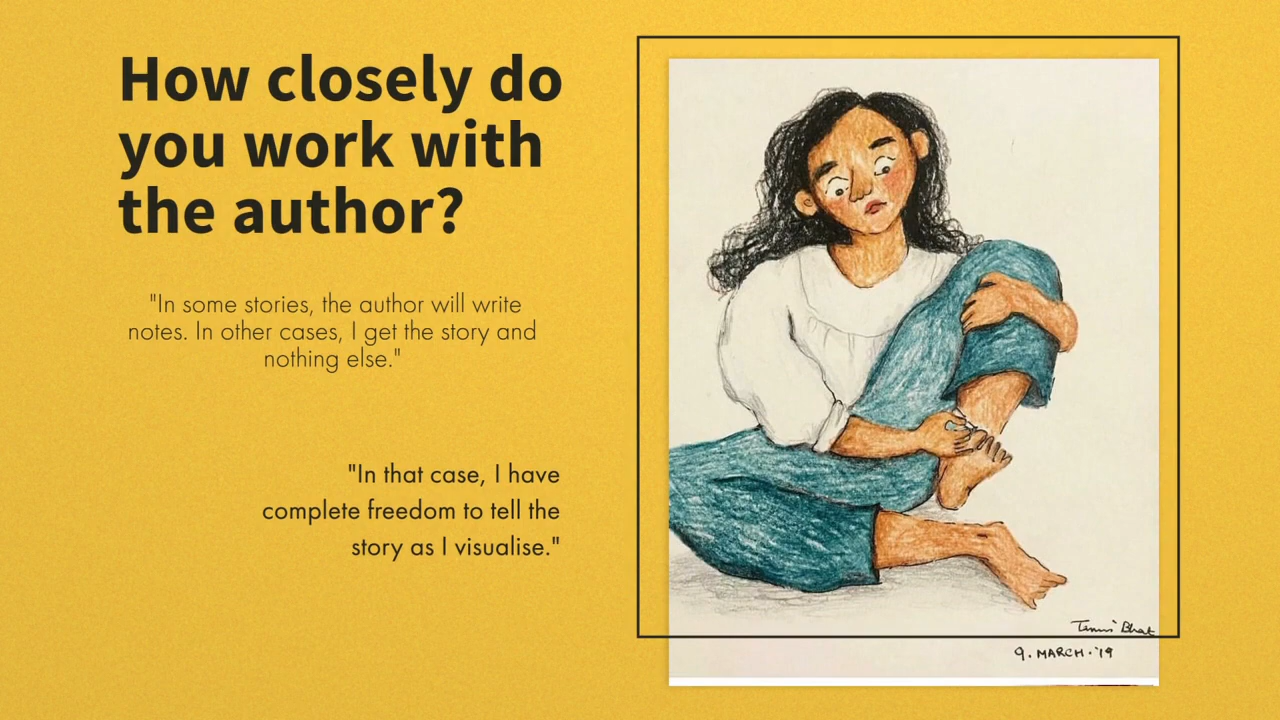 How closely do
you work with
the author?
"In some stories, the author will write
notes. In other cases, I get the story and
nothing else."
"In that case, I have
complete freedom to tell the
story as I visualise."
Bhat
9. MARCH. '19